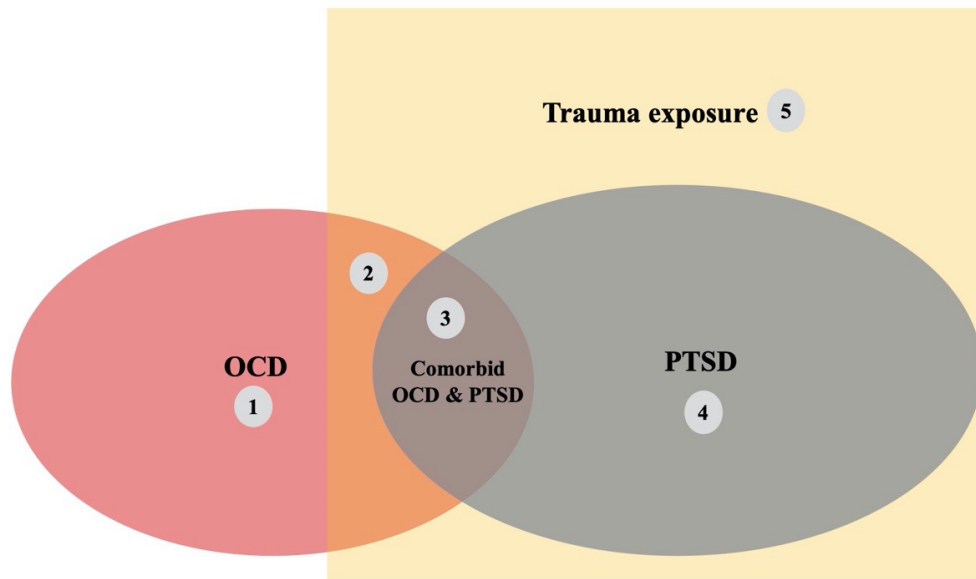 Trauma exposure 5
2
3
OCD
1
Comorbid
OCD & PTSD
PTSD
4